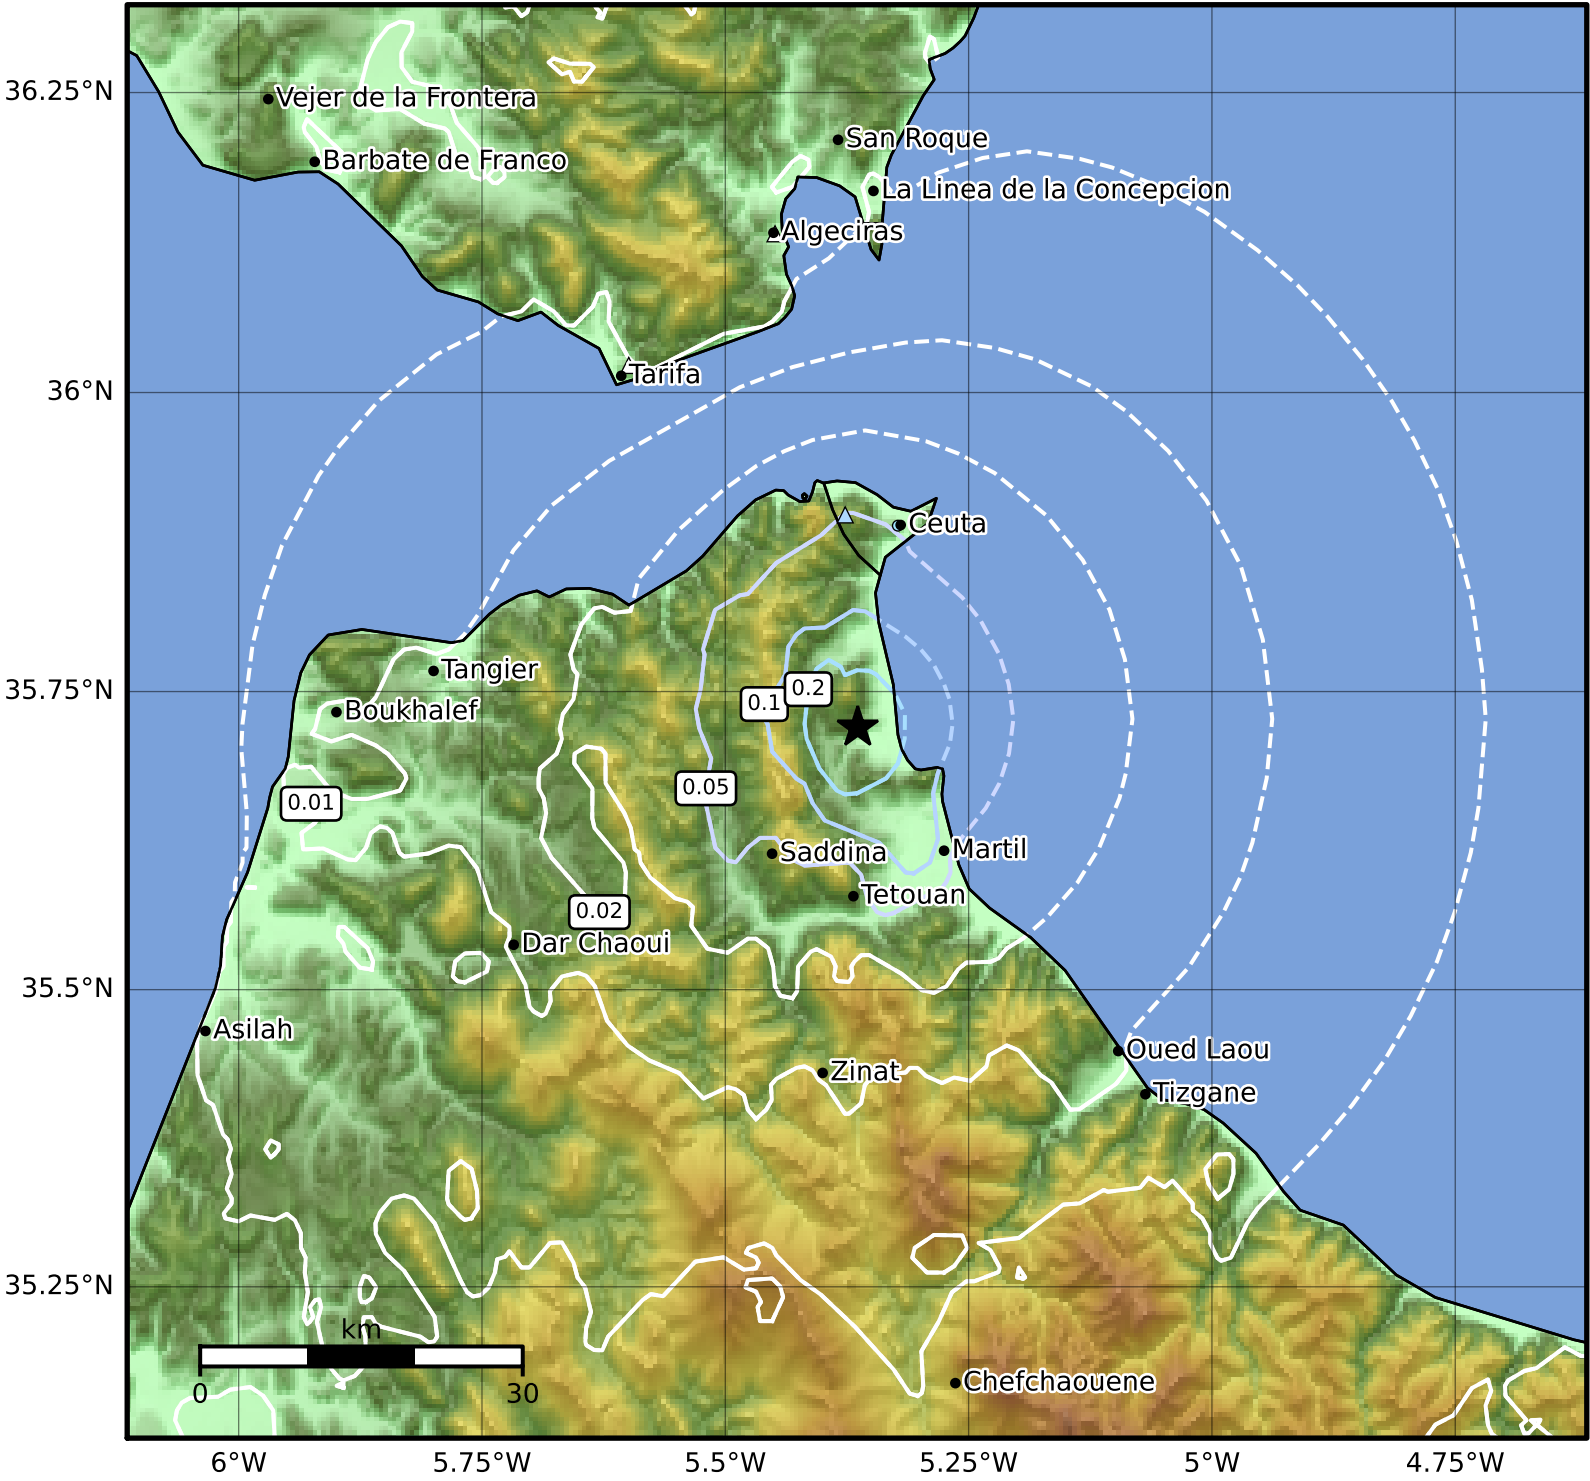 36.25°N
Vejer de la Frontera
San Roque
Barbate de Franco
La Linea de la Concepcion
Algeciras
Tarifa
36°N
Ceuta
Tangier
35.75°N
0.2
0.1
Boukhalef
0.05
0.01
Saddina
Martil
Tetouan
0.02
Dar Chaoui
35.5°N
Asilah
Oued Laou
Zinat
Tizgane
35.25°N
km
0 30
Chefchaouene
6°W 5.75°W 5.5°W 5.25°W 5°W 4.75°W